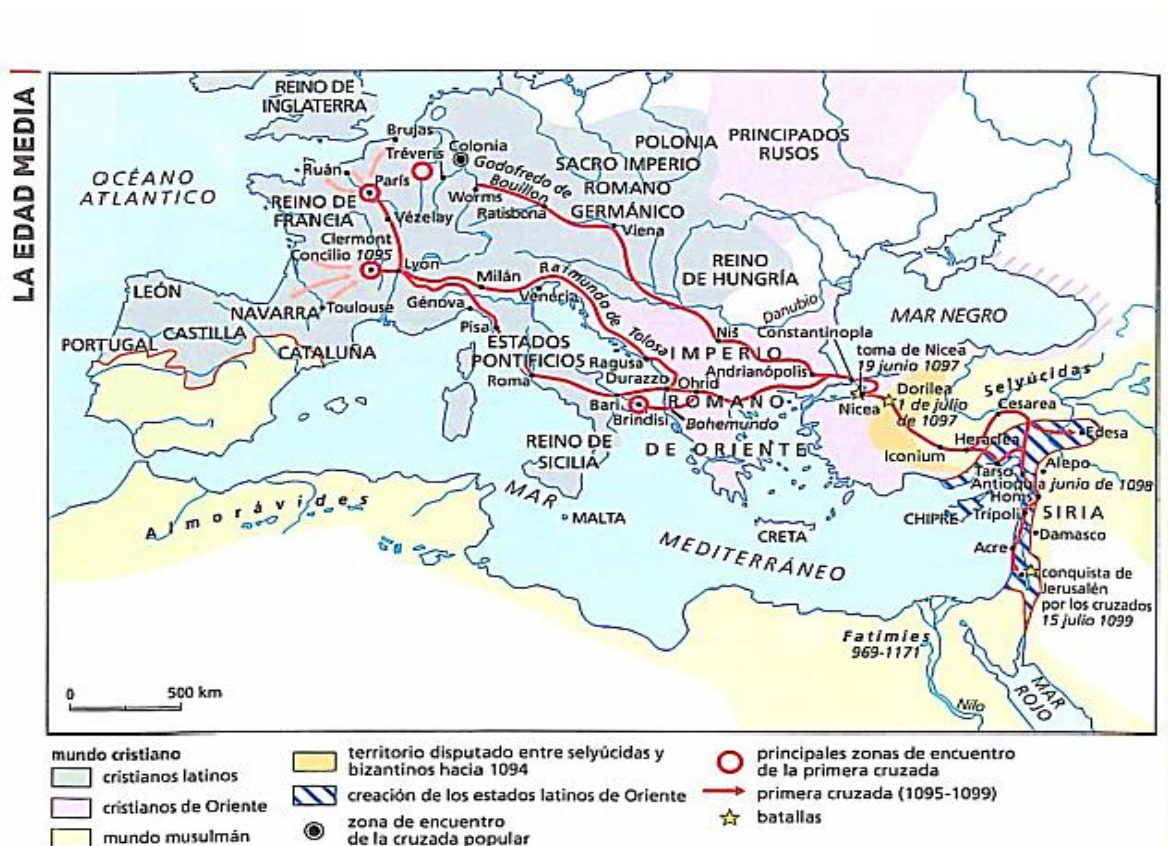 LA EDAD MEDIA
REINO DE
INGLATERRA
Brujas
Tréveris
Colonia
Ruán
París
POLONIA
PRINCIPADOS
RUSOS
SACRO IMPERIO
ROMANO
GERMÁNICO
Godofredo de
Bouillon
OCÉANO
ATLANTICO
REINO DE
FRANCIA
Vézelay
Worms
Ratisbona
Viena
Clermont
Concilio 1095
Lyón
Milán
Venecia
Raimundo de Tolosa
REINO
DE HUNGRÍA
LEÓN
NAVARRA
Toulouse
Génova
Danubio
MAR NEGRO
CASTILLA
PORTUGAL
CATALUÑA
Pisa
ESTADOS
PONTIFICIOS
Niš
Constantinopla
toma de Nicea
19 junio 1097
Ragusa
IMPERIO
Andrianópolis
Roma
Durazzo
Ohrid
Dorilea
1 de julio
de 1097
Selyúcidas
Cesarea
Bari
Brindisi
ROMANO
Bohemundo
Nicea
DE ORIENTE
Heraclea
Edesa
REINO DE
SICILIA
Iconium
Tarso
Alepo
Antioquía junio de 1098
Homs
Almorávides
MAR
MEDITERRÁNEO
MALTA
CRETA
CHIPRE
Trípoli
SIRIA
Damasco
Acre
conquista de
Jerusalén
por los cruzados
15 julio 1099
Fatimíes
969-1171
Nilo
MAR
ROJO
0
500 km
mundo cristiano
cristianos latinos
cristianos de Oriente
mundo musulmán
territorio disputado entre selyúcidas y
bizantinos hacia 1094
creación de los estados latinos de Oriente
zona de encuentro
de la cruzada popular
principales zonas de encuentro
de la primera cruzada
primera cruzada (1095-1099)
batallas